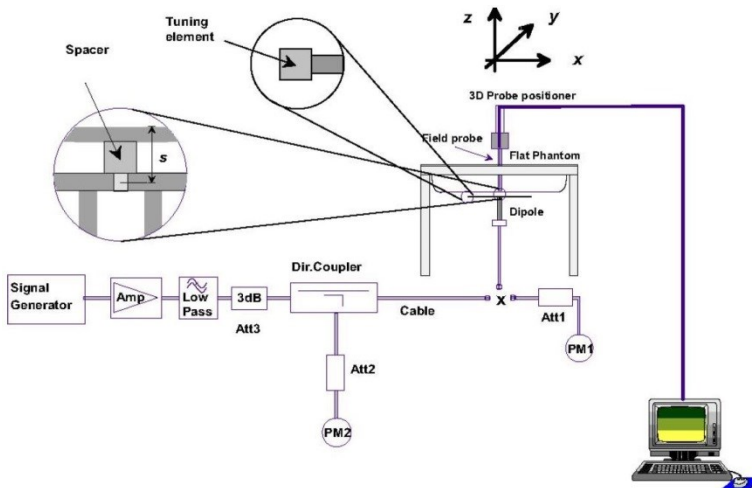 Tuning
element
Spacer
s
z
y
x
3D Probe positioner
Field probe
Flat Phantom
Dipole
Signal
Generator
Amp
Low
Pass
3dB
Att3
Dir.Coupler
Cable
x
Att1
PM1
Att2
PM2